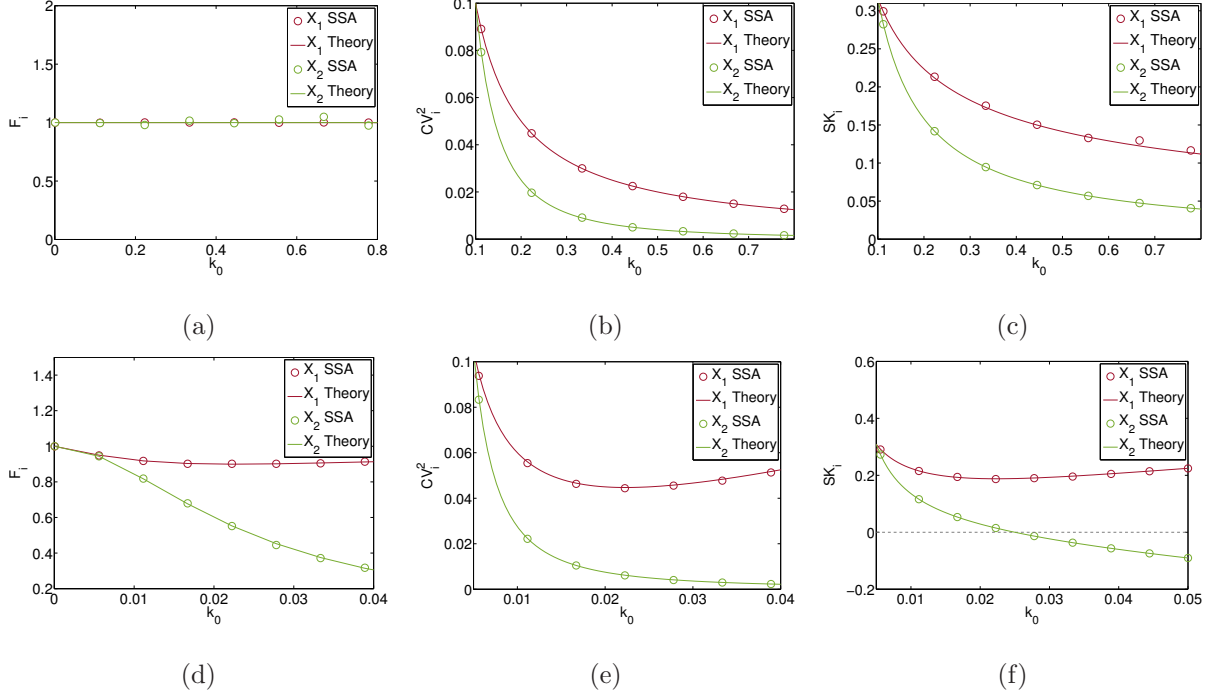 2
1.5
1
0.5
0
0 0.2 0.4 0.6 0.8
F_i
k_0
X_1 SSA
X_1 Theory
X_2 SSA
X_2 Theory
(a)
0.1
0.08
0.06
0.04
0.02
0
0.1 0.2 0.3 0.4 0.5 0.6 0.7
CV_i^2
k_0
X_1 SSA
X_1 Theory
X_2 SSA
X_2 Theory
(b)
0.3
0.25
0.2
0.15
0.1
0.05
0
0.1 0.2 0.3 0.4 0.5 0.6 0.7
SK_i
k_0
X_1 SSA
X_1 Theory
X_2 SSA
X_2 Theory
(c)
1.4
1.2
1
0.8
0.6
0.4
0.2
0 0.01 0.02 0.03 0.04
F_i
k_0
X_1 SSA
X_1 Theory
X_2 SSA
X_2 Theory
(d)
0.1
0.08
0.06
0.04
0.02
0
0.01 0.02 0.03 0.04
CV_i^2
k_0
X_1 SSA
X_1 Theory
X_2 SSA
X_2 Theory
(e)
0.6
0.4
0.2
0
−0.2
0.01 0.02 0.03 0.04 0.05
SK_i
k_0
X_1 SSA
X_1 Theory
X_2 SSA
X_2 Theory
(f)